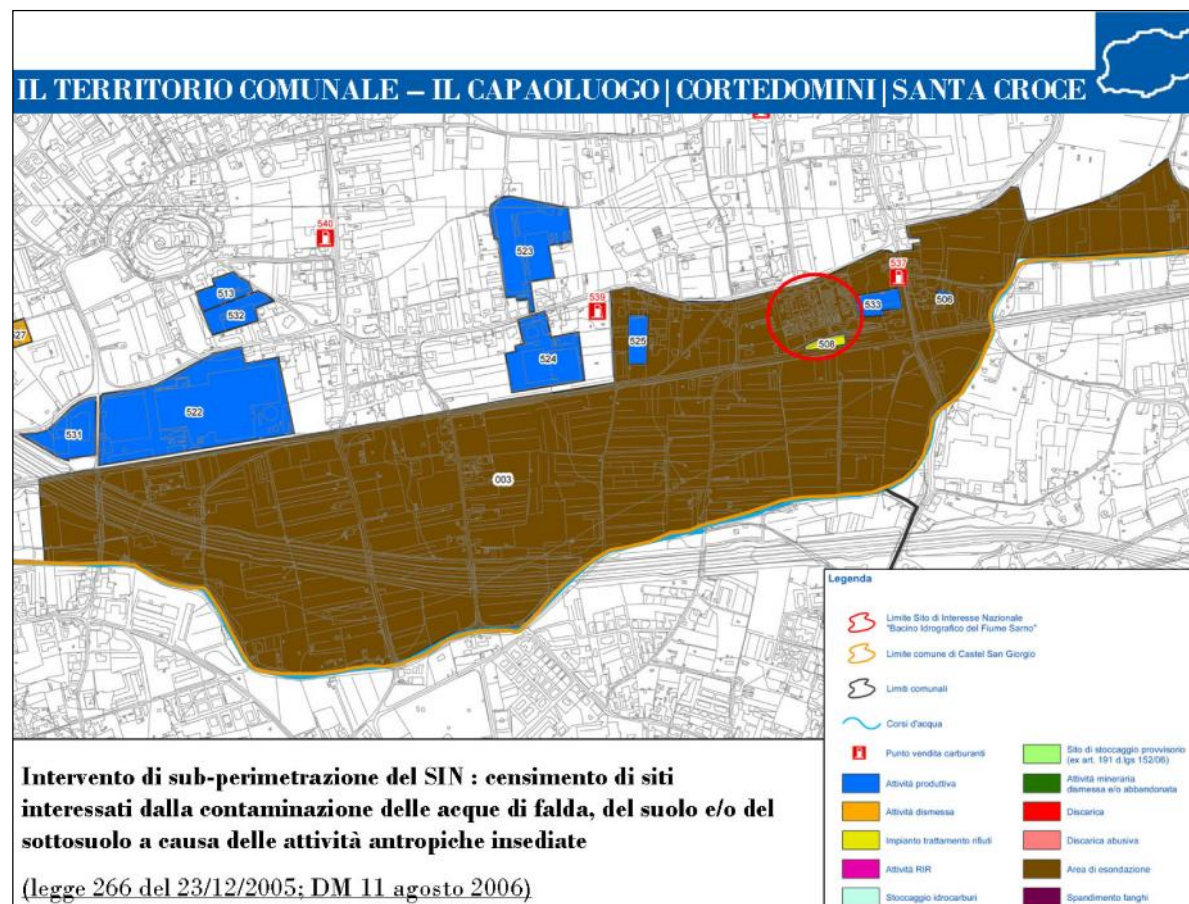 IL TERRITORIO COMUNALE – IL CAPAOLUOGO | CORTEDOMINI | SANTA CROCE
540
523
513
532
539
537
533
506
525
508
524
522
531
003
Legenda
Limite Sito di Interesse Nazionale
"Bacino Idrografico del Fiume Sarno"
Limite comune di Castel San Giorgio
Limiti comunali
Corsi d'acqua
Punto vendita carburanti
Attività produttiva
Attività dismessa
Impianto trattamento rifiuti
Attività RIR
Stoccaggio idrocarburi
Sito di stoccaggio provvisorio
(ex art. 191 d.lgs 152/06)
Attività mineraria
dismessa e/o abbandonata
Discarica
Discarica abusiva
Area di esondazione
Spandimento fanghi
Intervento di sub-perimetrazione del SIN : censimento di siti
interessati dalla contaminazione delle acque di falda, del suolo e/o del
sottosuolo a causa delle attività antropiche insediate
(legge 266 del 23/12/2005; DM 11 agosto 2006)